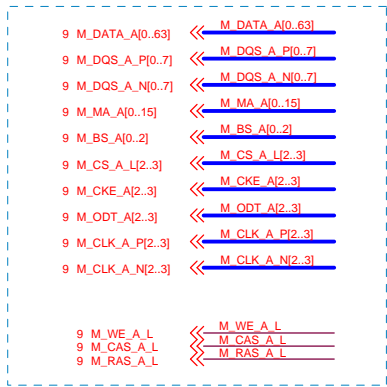 9 M_DATA_A[0..63] M_DATA_A[0..63]
9 M_DQS_A_P[0..7] M_DQS_A_P[0..7]
9 M_DQS_A_N[0..7] M_DQS_A_N[0..7]
9 M_MA_A[0..15] M_MA_A[0..15]
9 M_BS_A[0..2] M_BS_A[0..2]
9 M_CS_A_L[2..3] M_CS_A_L[2..3]
9 M_CKE_A[2..3] M_CKE_A[2..3]
9 M_ODT_A[2..3] M_ODT_A[2..3]
9 M_CLK_A_P[2..3] M_CLK_A_P[2..3]
9 M_CLK_A_N[2..3] M_CLK_A_N[2..3]
9 M_WE_A_L M_WE_A_L
9 M_CAS_A_L M_CAS_A_L
9 M_RAS_A_L M_RAS_A_L